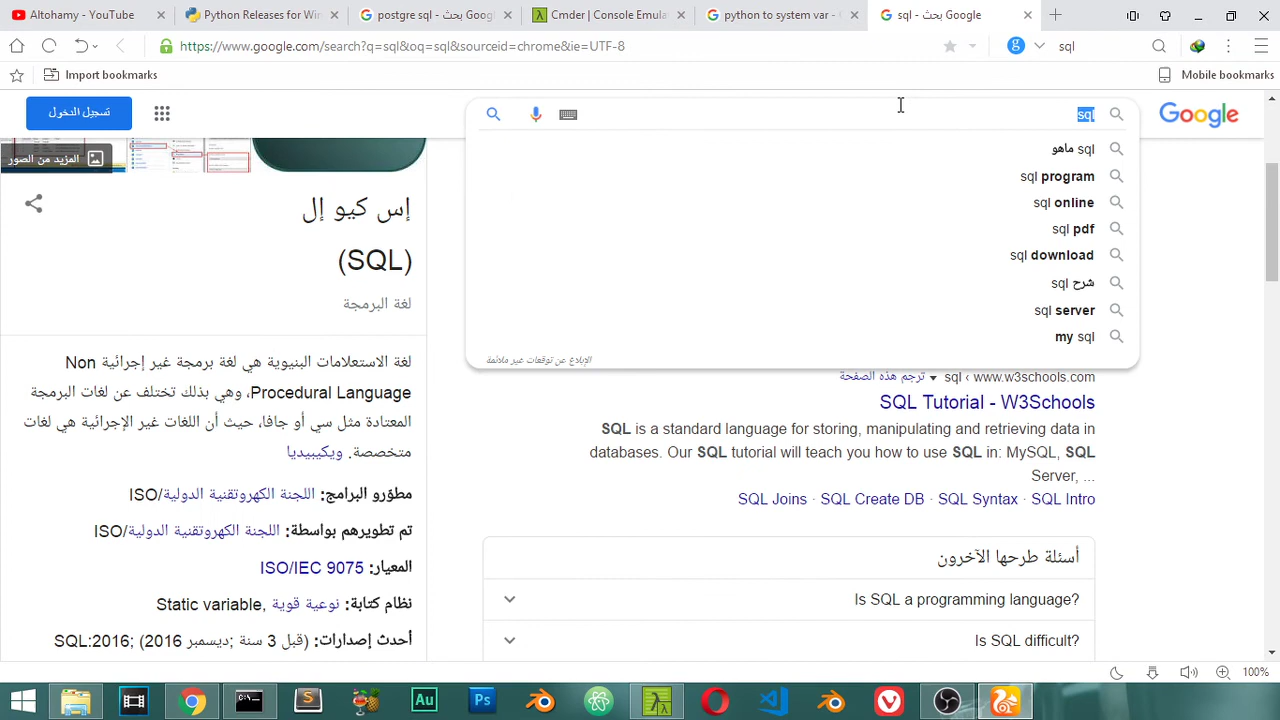 Altohamy - YouTube
Python Releases for Win
postgre sql - بحث Goog
Cmder | Console Emula
python to system var - G
sql - بحث Google
https://www.google.com/search?q=sql&oq=sql&sourceid=chrome&ie=UTF-8
sql
Import bookmarks
Mobile bookmarks
تسجيل الدخول
sql
Google
المزيد من الصور
sql ماهو
sql program
sql online
sql pdf
sql download
sql شرح
sql server
my sql
الإبلاغ عن توقعات غير ملائمة
إس كيو إل
(SQL)
لغة البرمجة
لغة الاستعلامات البنيوية هي لغة برمجة غير إجرائية Non
Procedural Language، وهي بذلك تختلف عن لغات البرمجة
المعتادة مثل سي أو جافا، حيث أن اللغات غير الإجرائية هي لغات
متخصصة. ويكيبيديا
مطوّرو البرامج: اللجنة الكهروتقنية الدولية/ISO
تم تطويرهم بواسطة: اللجنة الكهروتقنية الدولية/ISO
المعيار: ISO/IEC 9075
نظام كتابة: نوعية قوية, Static variable
أحدث إصدارات: (قبل 3 سنة ;ديسمبر 2016) SQL:2016;
ترجم هذه الصفحة sql ‹ www.w3schools.com
SQL Tutorial - W3Schools
SQL is a standard language for storing, manipulating and retrieving data in
databases. Our SQL tutorial will teach you how to use SQL in: MySQL, SQL
Server, ...
SQL Joins · SQL Create DB · SQL Syntax · SQL Intro
أسئلة طرحها الآخرون
Is SQL a programming language?
Is SQL difficult?
100%